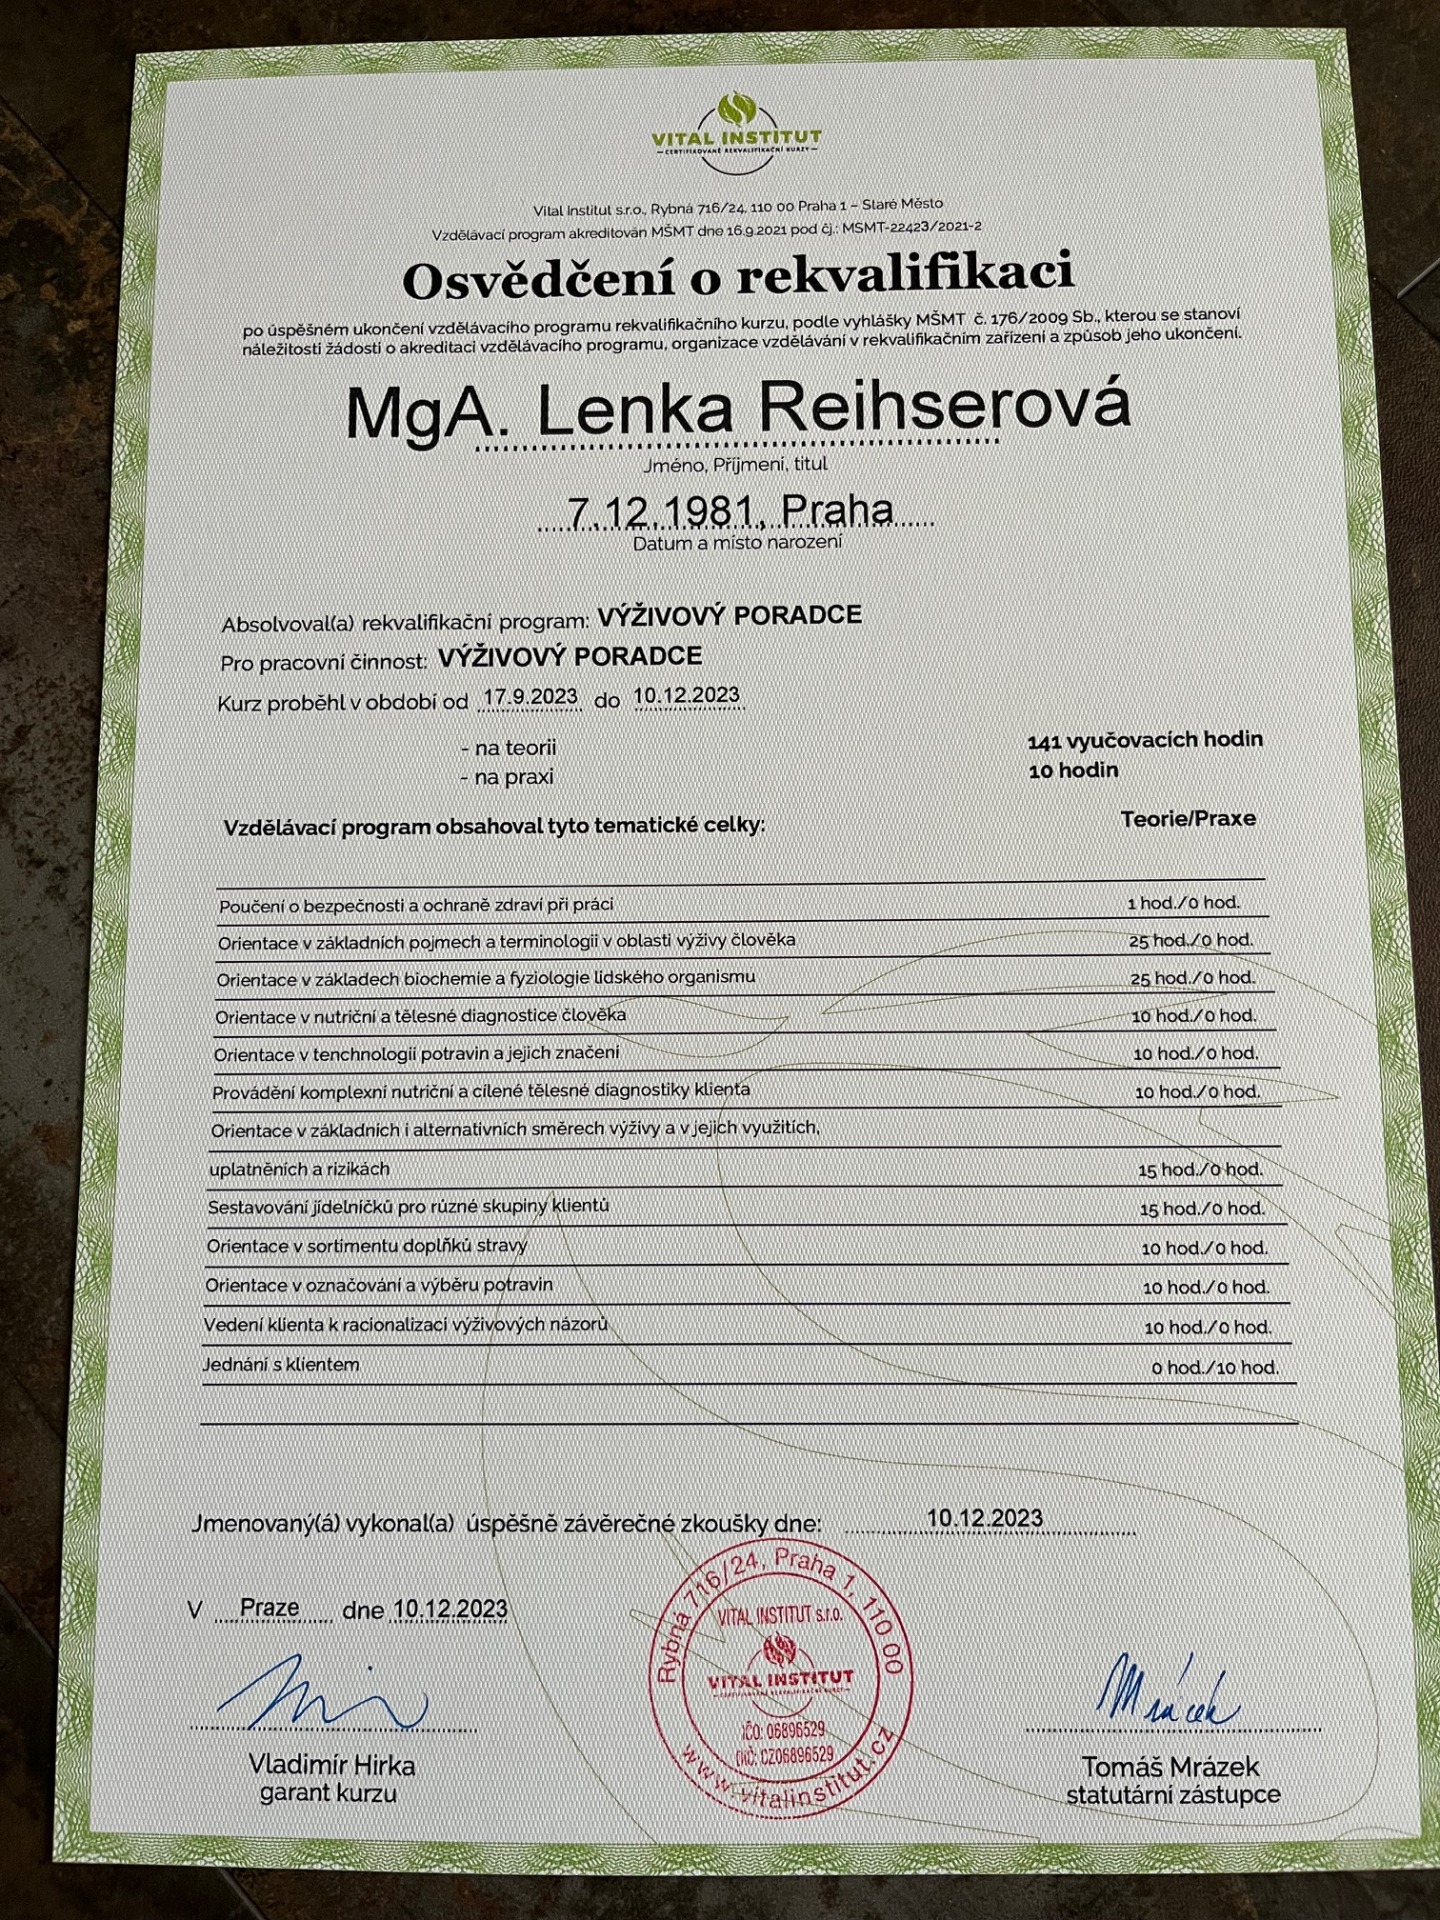 VITAL INSTITUT
CERTIFIKOVANÉ REKVALIFIKAČNÍ KURZY
Vital Institut s.r.o., Rybná 716/24, 110 00 Praha 1 – Staré Město
Vzdělávací program akreditován MŠMT dne 16.9.2021 pod čj.: MSMT-22423/2021-2
Osvědčení o rekvalifikaci
po úspěšném ukončení vzdělávacího programu rekvalifikačního kurzu, podle vyhlášky MŠMT č. 176/2009 Sb., kterou se stanoví
náležitosti žádosti o akreditaci vzdělávacího programu, organizace vzdělávání v rekvalifikačním zařízení a způsob jeho ukončení.
MgA. Lenka Reihserová
Jméno, Příjmení, titul
7.12.1981, Praha
Datum a místo narození
Absolvoval(a) rekvalifikační program: VÝŽIVOVÝ PORADCE
Pro pracovní činnost: VÝŽIVOVÝ PORADCE
Kurz proběhl v období od 17.9.2023 do 10.12.2023
- na teorii 141 vyučovacích hodin
- na praxi 10 hodin
Vzdělávací program obsahoval tyto tematické celky: Teorie/Praxe
Poučení o bezpečnosti a ochraně zdraví při práci 1 hod./0 hod.
Orientace v základních pojmech a terminologii v oblasti výživy člověka 25 hod./0 hod.
Orientace v základech biochemie a fyziologie lidského organismu 25 hod./0 hod.
Orientace v nutriční a tělesné diagnostice člověka 10 hod./0 hod.
Orientace v tenchnologii potravin a jejich značení 10 hod./0 hod.
Provádění komplexní nutriční a cílené tělesné diagnostiky klienta 10 hod./0 hod.
Orientace v základních i alternativních směrech výživy a v jejich využitích,
uplatněních a rizikách 15 hod./0 hod.
Sestavování jídelníčků pro různé skupiny klientů 15 hod./0 hod.
Orientace v sortimentu doplňků stravy 10 hod./0 hod.
Orientace v označování a výběru potravin 10 hod./0 hod.
Vedení klienta k racionalizaci výživových názorů 10 hod./0 hod.
Jednání s klientem 0 hod./10 hod.
Jmenovaný(á) vykonal(a) úspěšně závěrečné zkoušky dne: 10.12.2023
V Praze dne 10.12.2023
Rybná 716/24, Praha 1, 110 00
VITAL INSTITUT s.r.o.
VITAL INSTITUT
CERTIFIKOVANÉ REKVALIFIKAČNÍ KURZY
IČO: 06896529
DIČ: CZ06896529
www.vitalinstitut.cz
Mrázek
Vladimír Hirka
garant kurzu
Tomáš Mrázek
statutární zástupce